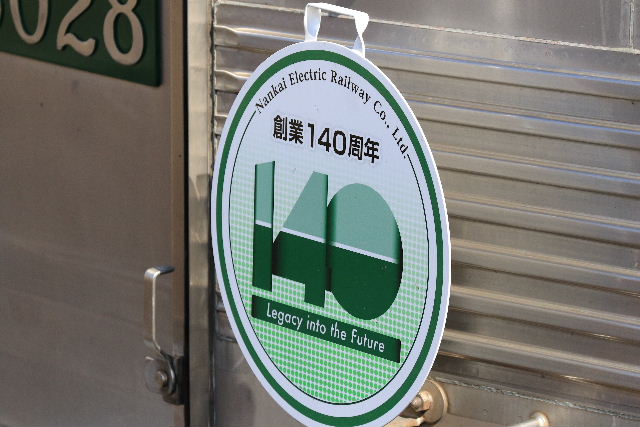 028
Nankai Electric Railway Co., Ltd.
創業140周年
140
Legacy into the Future